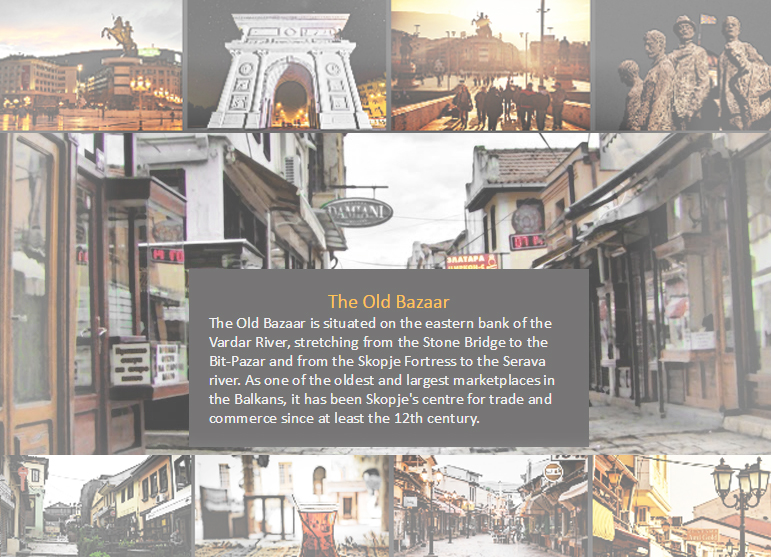 DAMANI
ЗЛАТАРА
The Old Bazaar
The Old Bazaar is situated on the eastern bank of the
Vardar River, stretching from the Stone Bridge to the
Bit-Pazar and from the Skopje Fortress to the Serava
river. As one of the oldest and largest marketplaces in
the Balkans, it has been Skopje's centre for trade and
commerce since at least the 12th century.